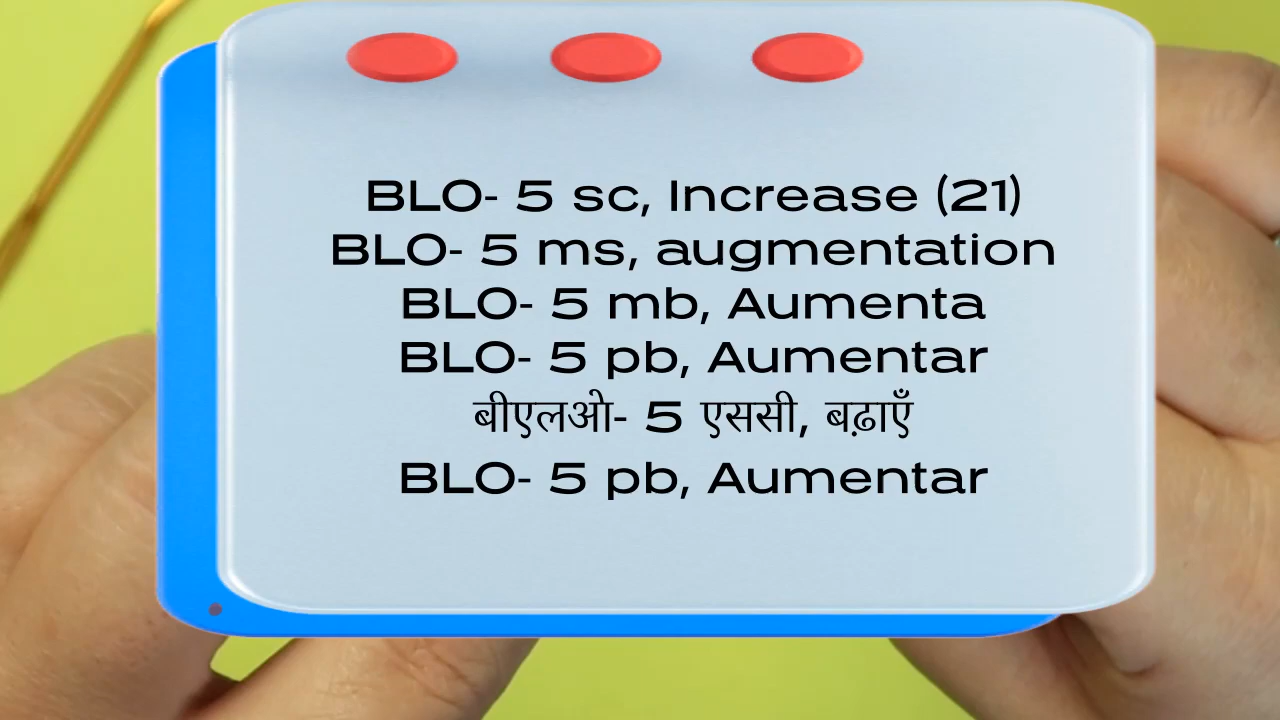 BLO- 5 sc, Increase (21)
BLO- 5 ms, augmentation
BLO- 5 mb, Aumenta
BLO- 5 pb, Aumentar
बीएलओ- 5 एससी, बढ़ाएँ
BLO- 5 pb, Aumentar